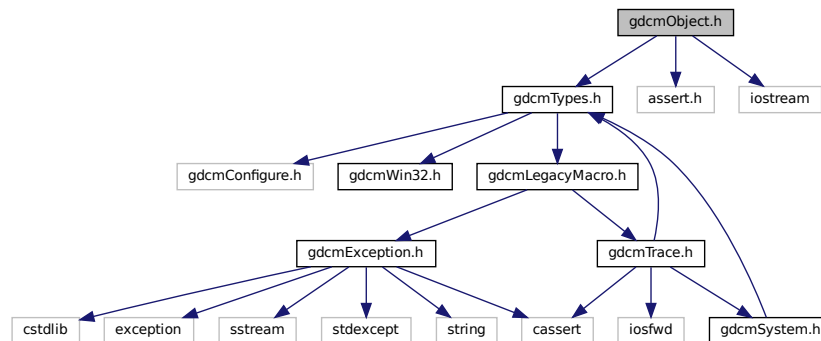 gdcmObject.h
gdcmTypes.h
assert.h
iostream
gdcmConfigure.h
gdcmWin32.h
gdcmLegacyMacro.h
gdcmException.h
gdcmTrace.h
cstdlib
exception
sstream
stdexcept
string
cassert
iosfwd
gdcmSystem.h